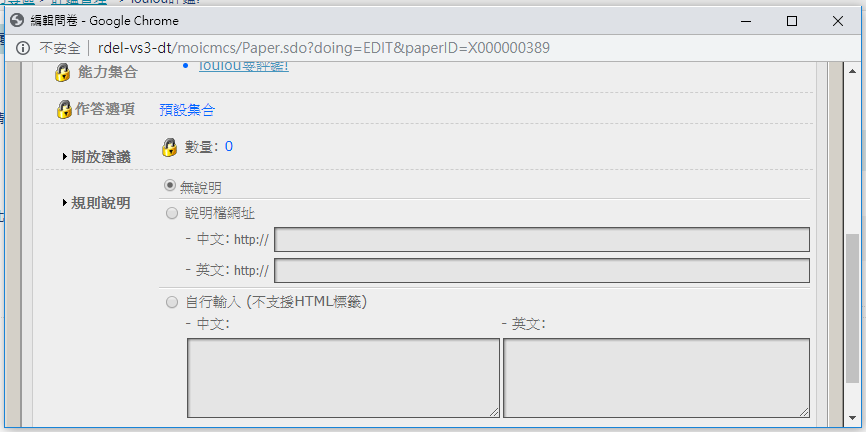 編輯問卷 - Google Chrome
不安全 rdel-vs3-dt/moicmcs/Paper.sdo?doing=EDIT&paperID=X000000389
能力集合
loulou要評鑑!
作答選項 預設集合
開放建議 數量: 0
規則說明 無說明
說明檔網址
- 中文: http://
- 英文: http://
自行輸入 (不支援HTML標籤)
- 中文: - 英文: